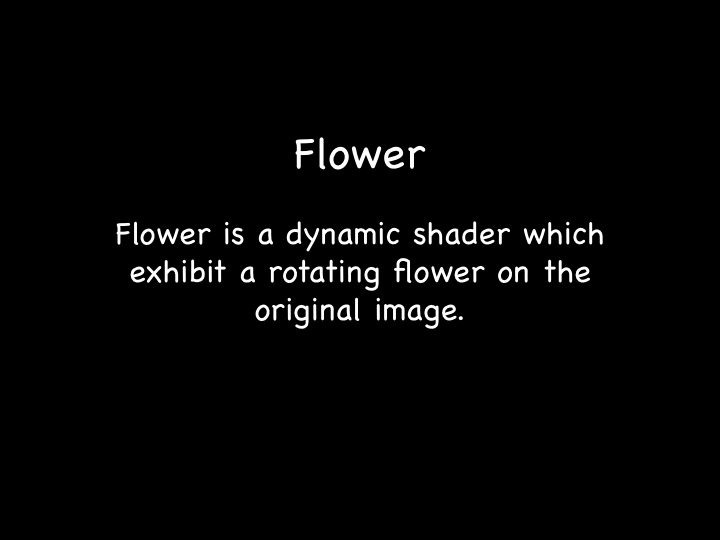 Flower
Flower is a dynamic shader which
exhibit a rotating flower on the
original image.